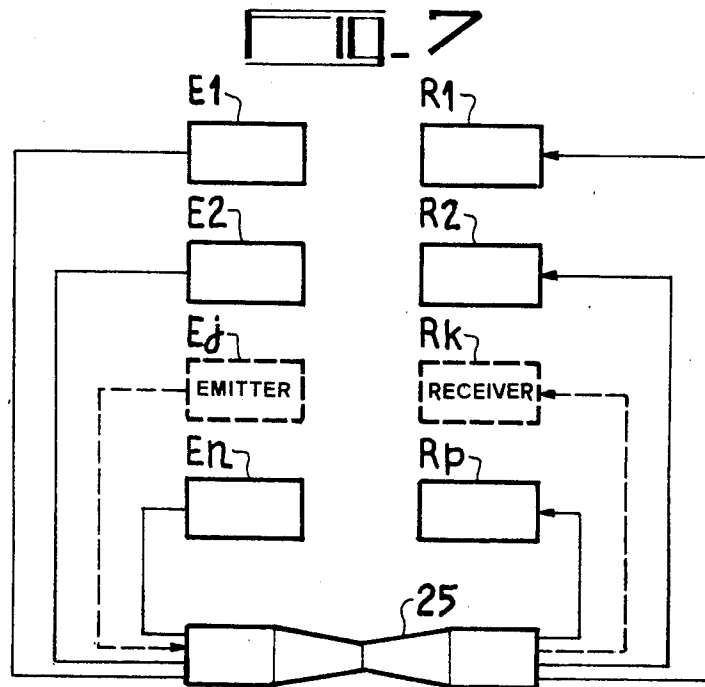 FIG_7
E1
R1
E2
R2
Ej
Rk
EMITTER
RECEIVER
En
Rp
25